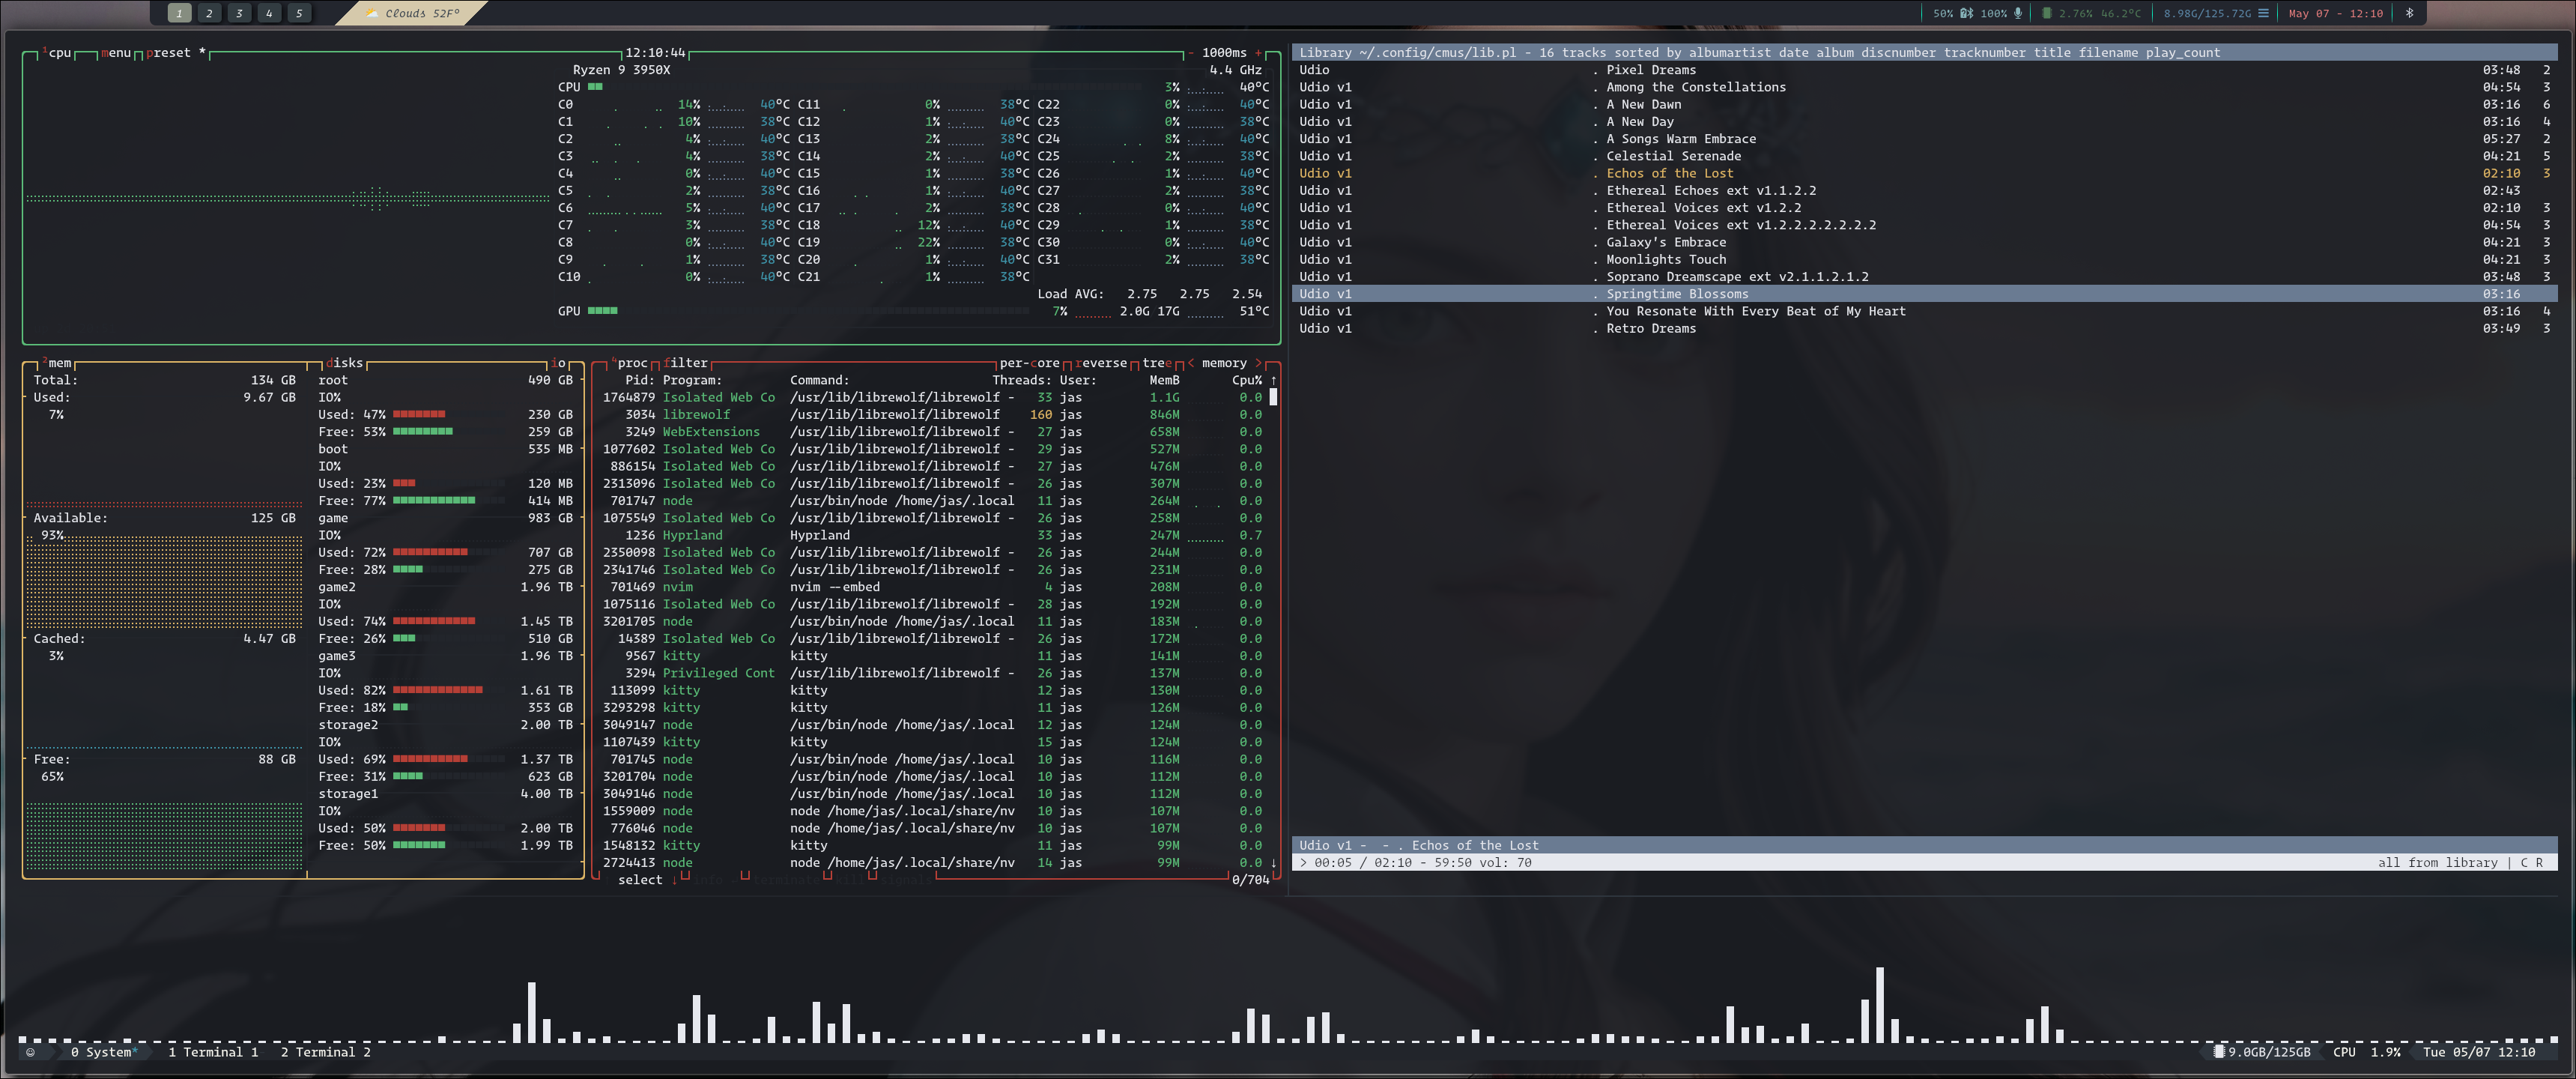 1 2 3 4 5 Clouds 52F° 50% 100% 2.76% 46.2°C 8.98G/125.72G May 07 - 12:10
¹cpu menu preset * 12:10:44 - 1000ms +
Ryzen 9 3950X 4.4 GHz
CPU 3% 40°C
C0 14% 40°C C11 0% 38°C C22 0% 40°C
C1 10% 38°C C12 1% 40°C C23 0% 38°C
C2 4% 40°C C13 2% 38°C C24 8% 40°C
C3 4% 38°C C14 2% 40°C C25 2% 38°C
C4 0% 40°C C15 1% 38°C C26 1% 40°C
C5 2% 38°C C16 1% 40°C C27 2% 38°C
C6 5% 40°C C17 2% 38°C C28 0% 40°C
C7 3% 38°C C18 12% 40°C C29 1% 38°C
C8 0% 40°C C19 22% 38°C C30 0% 40°C
C9 1% 38°C C20 1% 40°C C31 2% 38°C
C10 0% 40°C C21 1% 38°C
Load AVG: 2.75 2.75 2.54
GPU 7% 2.0G 17G 51°C
²mem
Total: 134 GB
Used: 9.67 GB
7%
Available: 125 GB
93%
Cached: 4.47 GB
3%
Free: 88 GB
65%
disks io
root 490 GB
IO%
Used: 47% 230 GB
Free: 53% 259 GB
boot 535 MB
IO%
Used: 23% 120 MB
Free: 77% 414 MB
game 983 GB
IO%
Used: 72% 707 GB
Free: 28% 275 GB
game2 1.96 TB
IO%
Used: 74% 1.45 TB
Free: 26% 510 GB
game3 1.96 TB
IO%
Used: 82% 1.61 TB
Free: 18% 353 GB
storage2 2.00 TB
IO%
Used: 69% 1.37 TB
Free: 31% 623 GB
storage1 4.00 TB
IO%
Used: 50% 2.00 TB
Free: 50% 1.99 TB
⁴proc filter per-core reverse tree < memory >
Pid: Program: Command: Threads: User: MemB Cpu% ↑
1764879 Isolated Web Co /usr/lib/librewolf/librewolf - 33 jas 1.1G 0.0
3034 librewolf /usr/lib/librewolf/librewolf 160 jas 846M 0.0
3249 WebExtensions /usr/lib/librewolf/librewolf - 27 jas 658M 0.0
1077602 Isolated Web Co /usr/lib/librewolf/librewolf - 29 jas 527M 0.0
886154 Isolated Web Co /usr/lib/librewolf/librewolf - 27 jas 476M 0.0
2313096 Isolated Web Co /usr/lib/librewolf/librewolf - 26 jas 307M 0.0
701747 node /usr/bin/node /home/jas/.local 11 jas 264M 0.0
1075549 Isolated Web Co /usr/lib/librewolf/librewolf - 26 jas 258M 0.0
1236 Hyprland Hyprland 33 jas 247M 0.7
2350098 Isolated Web Co /usr/lib/librewolf/librewolf - 26 jas 244M 0.0
2341746 Isolated Web Co /usr/lib/librewolf/librewolf - 26 jas 231M 0.0
701469 nvim nvim --embed 4 jas 208M 0.0
1075116 Isolated Web Co /usr/lib/librewolf/librewolf - 28 jas 192M 0.0
3201705 node /usr/bin/node /home/jas/.local 11 jas 183M 0.0
14389 Isolated Web Co /usr/lib/librewolf/librewolf - 26 jas 172M 0.0
9567 kitty kitty 11 jas 141M 0.0
3294 Privileged Cont /usr/lib/librewolf/librewolf - 26 jas 137M 0.0
113099 kitty kitty 12 jas 130M 0.0
3293298 kitty kitty 11 jas 126M 0.0
3049147 node /usr/bin/node /home/jas/.local 12 jas 124M 0.0
1107439 kitty kitty 15 jas 124M 0.0
701745 node /usr/bin/node /home/jas/.local 10 jas 116M 0.0
3201704 node /usr/bin/node /home/jas/.local 10 jas 112M 0.0
3049146 node /usr/bin/node /home/jas/.local 10 jas 112M 0.0
1559009 node node /home/jas/.local/share/nv 10 jas 107M 0.0
776046 node node /home/jas/.local/share/nv 10 jas 107M 0.0
1548132 kitty kitty 11 jas 99M 0.0
2724413 node node /home/jas/.local/share/nv 14 jas 99M 0.0 ↓
select ↓ info terminate kill signals 0/704
Library ~/.config/cmus/lib.pl - 16 tracks sorted by albumartist date album discnumber tracknumber title filename play_count
Udio . Pixel Dreams 03:48 2
Udio v1 . Among the Constellations 04:54 3
Udio v1 . A New Dawn 03:16 6
Udio v1 . A New Day 03:16 4
Udio v1 . A Songs Warm Embrace 05:27 2
Udio v1 . Celestial Serenade 04:21 5
Udio v1 . Echos of the Lost 02:10 3
Udio v1 . Ethereal Echoes ext v1.1.2.2 02:43
Udio v1 . Ethereal Voices ext v1.2.2 02:10 3
Udio v1 . Ethereal Voices ext v1.2.2.2.2.2.2.2 04:54 3
Udio v1 . Galaxy's Embrace 04:21 3
Udio v1 . Moonlights Touch 04:21 3
Udio v1 . Soprano Dreamscape ext v2.1.1.2.1.2 03:48 3
Udio v1 . Springtime Blossoms 03:16
Udio v1 . You Resonate With Every Beat of My Heart 03:16 4
Udio v1 . Retro Dreams 03:49 3
Udio v1 - - . Echos of the Lost
> 00:05 / 02:10 - 59:50 vol: 70 all from library | C R
0 System* 1 Terminal 1 2 Terminal 2 9.0GB/125GB CPU 1.9% Tue 05/07 12:10